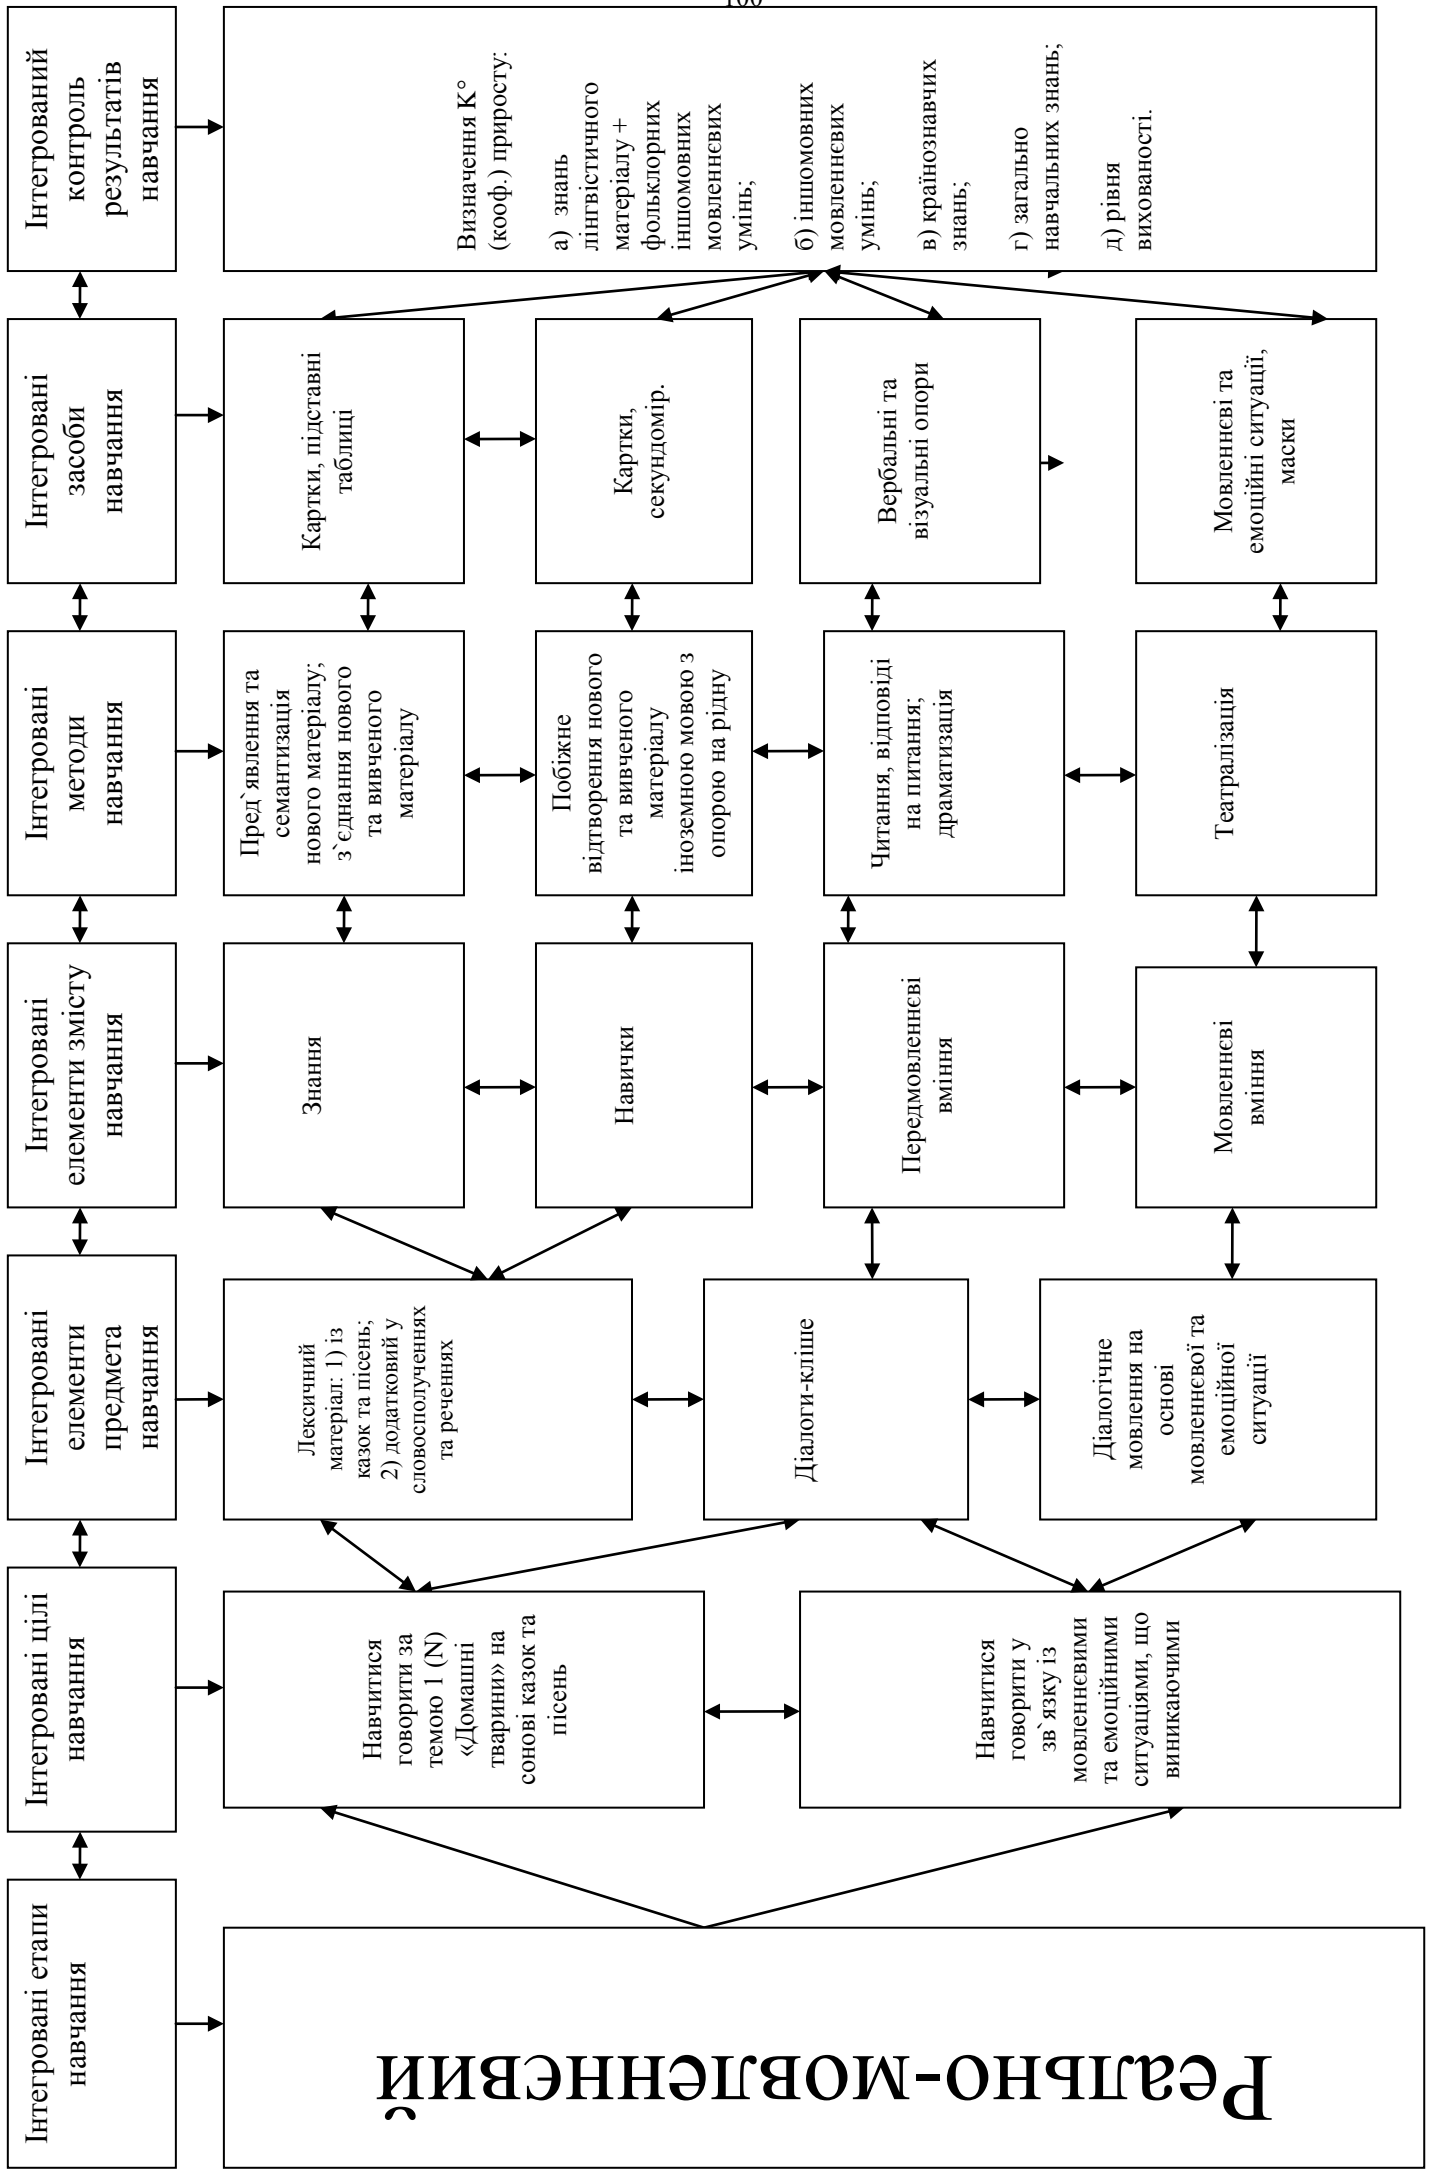 100
Інтегровані етапи
навчання
Інтегровані цілі
навчання
Інтегровані
елементи
предмета
навчання
Інтегровані
елементи змісту
навчання
Інтегровані
методи
навчання
Інтегровані
засоби
навчання
Інтегрований
контроль
результатів
навчання
Реально-мовленнєвий
Навчитися
говорити за
темою 1 (N)
«Домашні
тварини» на
сонові казок та
пісень
Навчитися
говорити у
зв`язку із
мовленнєвими
та емоційними
ситуаціями, що
виникаючими
Лексичний
матеріал: 1) із
казок та пісень;
2) додатковий у
словосполученнях
та реченнях
Діалоги-кліше
Діалогічне
мовлення на
основі
мовленнєвої та
емоційної
ситуації
Знання
Навички
Передмовленнєві
вміння
Мовленнєві
вміння
Пред`явлення та
семантизація
нового матеріалу;
з`єднання нового
та вивченого
матеріалу
Побіжне
відтворення нового
та вивченого
матеріалу
іноземною мовою з
опорою на рідну
Читання, відповіді
на питання;
драматизація
Театралізація
Картки, підставні
таблиці
Картки,
секундомір.
Вербальні та
візуальні опори
Мовленнєві та
емоційні ситуації,
маски
Визначення K°
(кооф.) приросту:
а) знань
лінгвістичного
матеріалу +
фольклорних
іншомовних
мовленнєвих
умінь;
б) іншомовних
мовленнєвих
умінь;
в) країнознавчих
знань;
г) загально
навчальних знань;
д) рівня
вихованості.